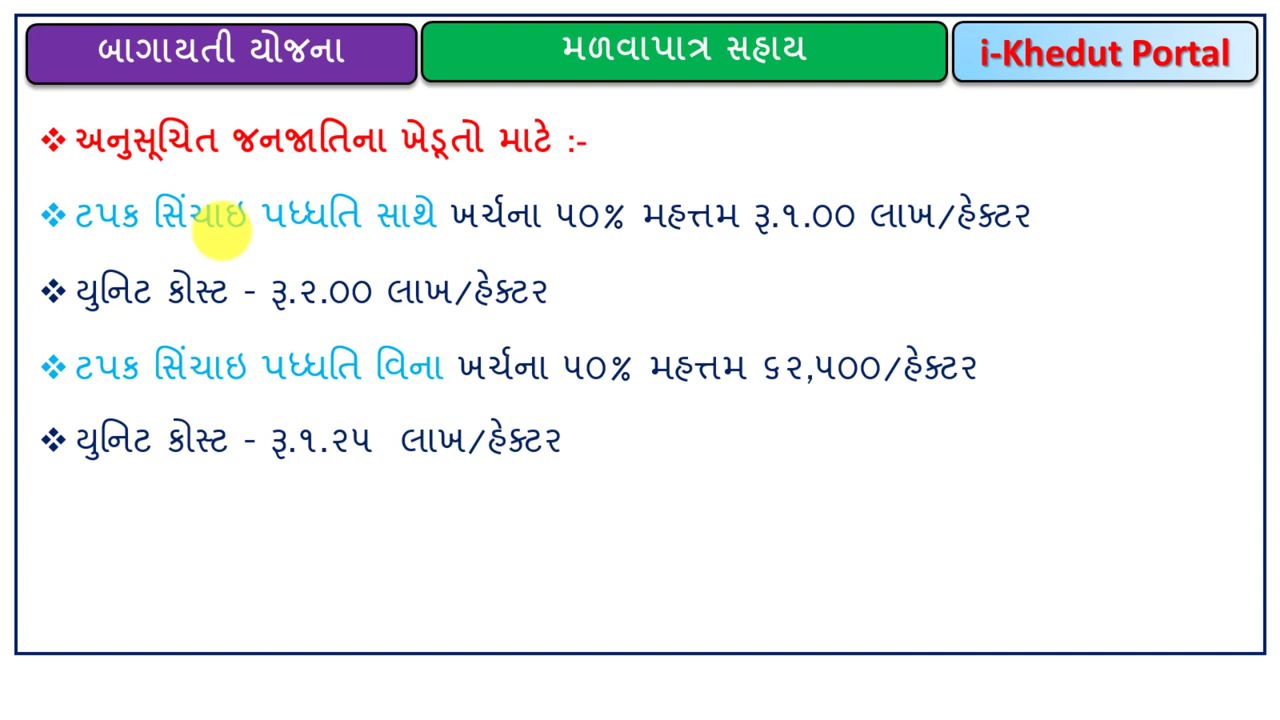 બાગાયતી યોજના
મળવાપાત્ર સહાય
i-Khedut Portal
❖ અનુસૂચિત જનજાતિના ખેડૂતો માટે :-
❖ ટપક સિંચાઇ પધ્ધતિ સાથે ખર્ચના ૫૦% મહત્તમ રૂ.૧.૦૦ લાખ/હેક્ટર
❖ યુનિટ કોસ્ટ - રૂ.૨.૦૦ લાખ/હેક્ટર
❖ ટપક સિંચાઇ પધ્ધતિ વિના ખર્ચના ૫૦% મહત્તમ ૬૨,૫૦૦/હેક્ટર
❖ યુનિટ કોસ્ટ - રૂ.૧.૨૫ લાખ/હેક્ટર